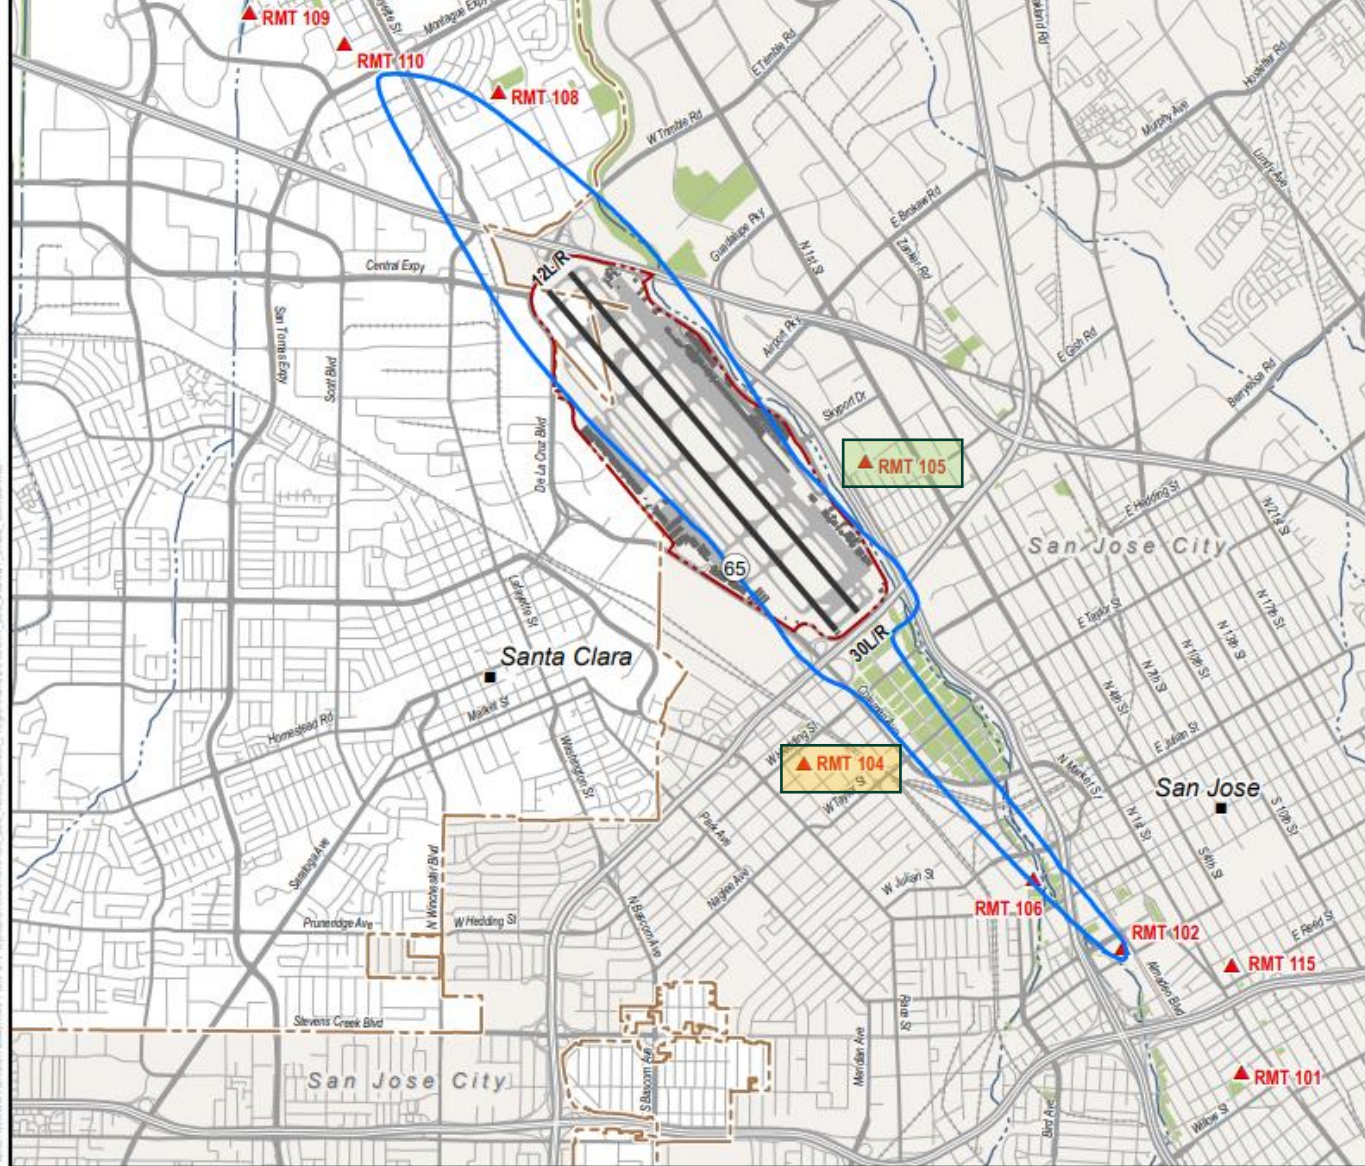 RMT 109
Montague Expy
RMT 110
RMT 108
E Trimble Rd
Hostetter Rd
W Trimble Rd
Murphy Ave
Lundy Ave
E Brokaw Rd
Guadalupe Pky
N 1st St
Zanker Rd
Central Expy
12L/R
San Tomas Expy
Scott Blvd
Airport Pky
E Gish Rd
Berryessa Rd
Skyport Dr
De La Cruz Blvd
RMT 105
E Hedding St
N 21st St
San Jose City
65
Lafayette St
E Taylor St
N 17th St
N 13th St
N 10th St
N 7th St
N 4th St
30L/R
Santa Clara
Market St
Homestead Rd
Coleman Ave
W Hedding St
Washington St
RMT 104
W Taylor St
E Julian St
N Market St
San Jose
N 1st St
S 10th St
S 4th St
Park Ave
Saratoga Ave
N Winchester Blvd
Naglee Ave
W Julian St
RMT 106
N Bascom Ave
Pruneridge Ave
W Hedding St
RMT 102
E Reed St
RMT 115
Almaden Blvd
Race St
Stevens Creek Blvd
Meridian Ave
S Bascom Ave
San Jose City
RMT 101
Bird Ave
Willow St